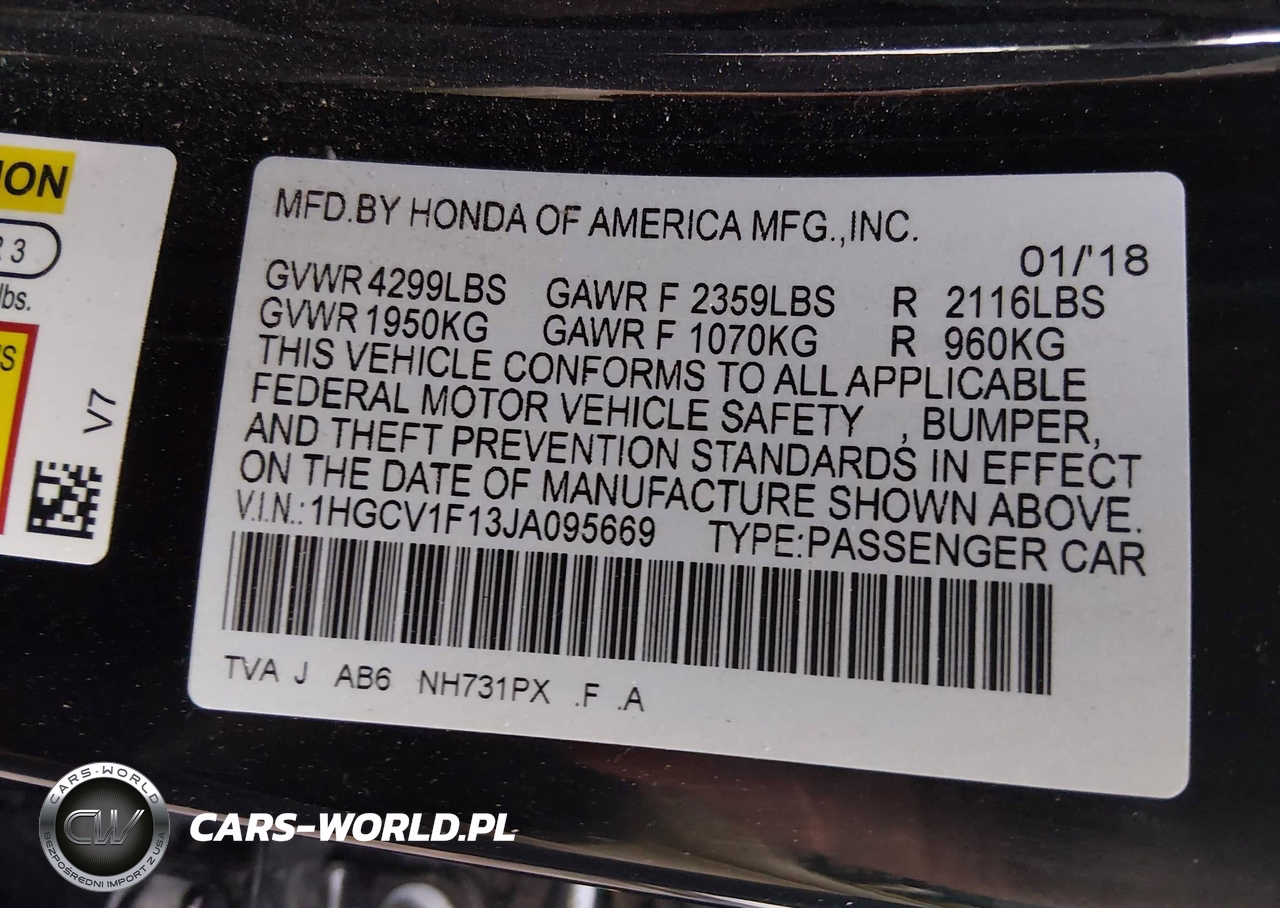 ION
R 3
lbs.
S
V7
MFD.BY HONDA OF AMERICA MFG.,INC.
01/'18
GVWR 4299LBS GAWR F 2359LBS R 2116LBS
GVWR 1950KG GAWR F 1070KG R 960KG
THIS VEHICLE CONFORMS TO ALL APPLICABLE
FEDERAL MOTOR VEHICLE SAFETY , BUMPER,
AND THEFT PREVENTION STANDARDS IN EFFECT
ON THE DATE OF MANUFACTURE SHOWN ABOVE.
V.I.N.: 1HGCV1F13JA095669 TYPE:PASSENGER CAR
TVA J AB6 NH731PX .F .A
CARS-WORLD
CW
BEZPOŚREDNI IMPORT Z USA
CARS-WORLD.PL